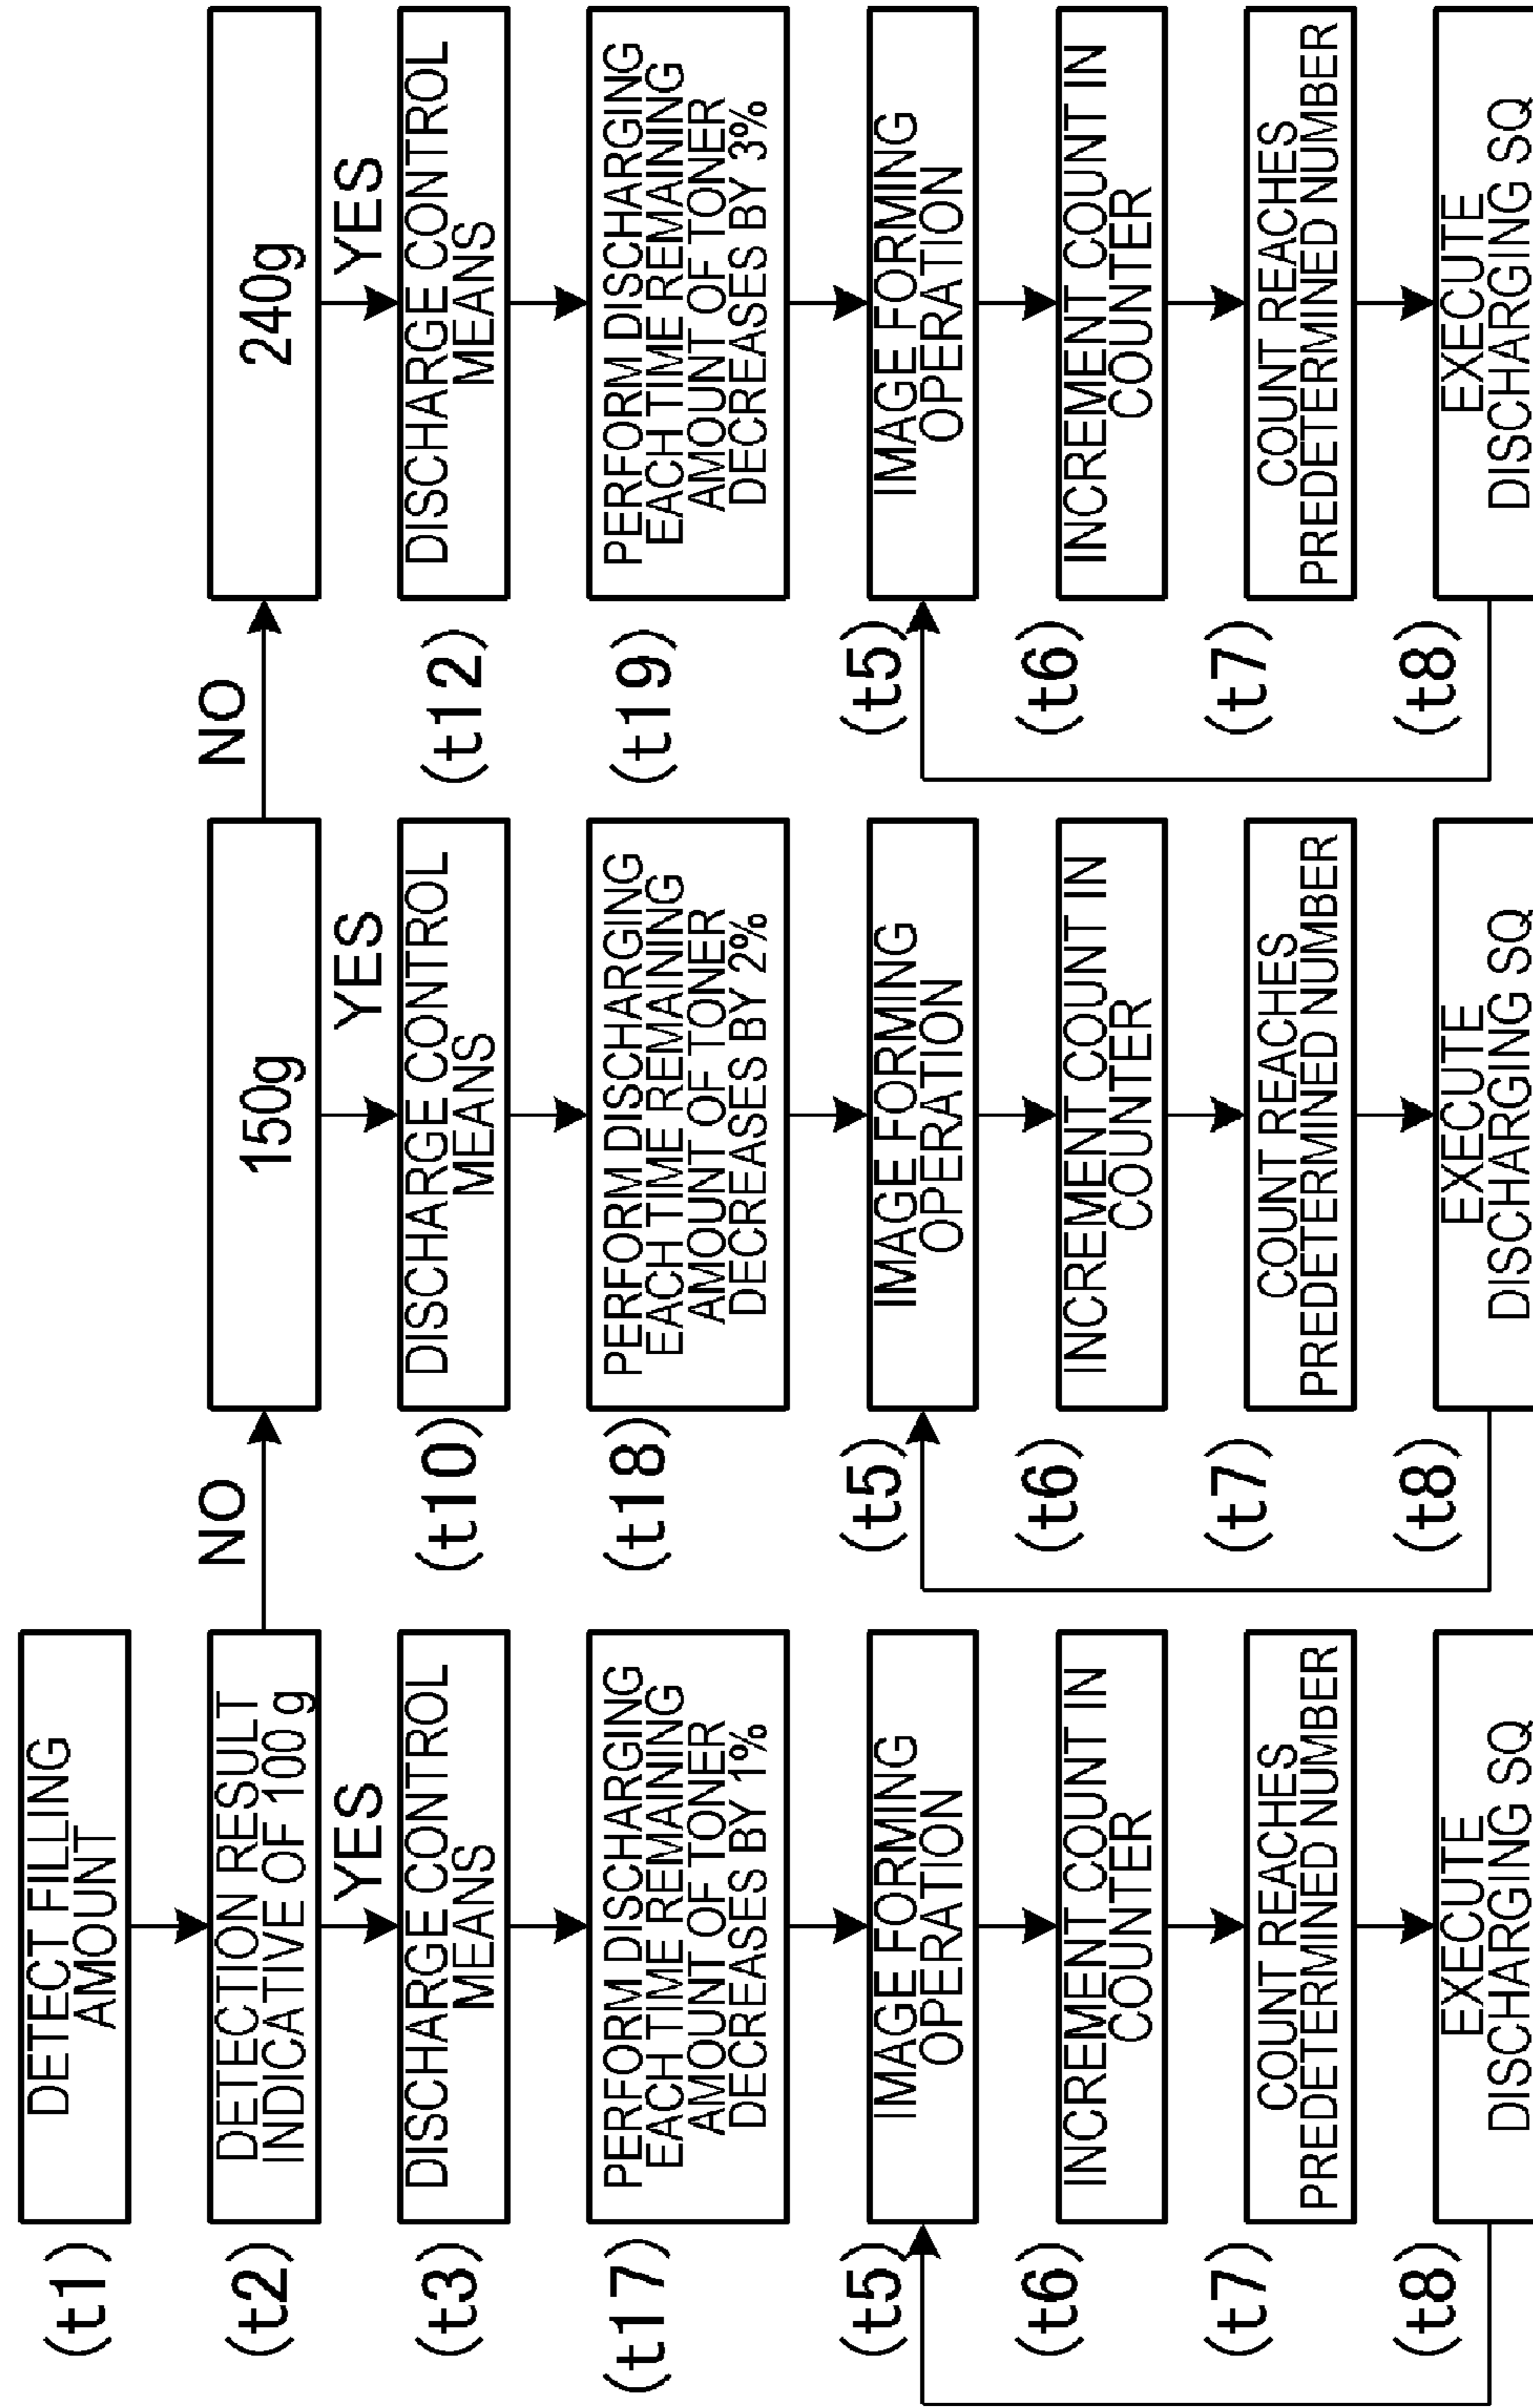 (t1)
DETECT FILLING
AMOUNT
(t2)
DETECTION RESULT
INDICATIVE OF 100 g
NO
150g
NO
240g
YES
YES
YES
(t3)
DISCHARGE CONTROL
MEANS
(t10)
DISCHARGE CONTROL
MEANS
(t12)
DISCHARGE CONTROL
MEANS
(t17)
PERFORM DISCHARGING
EACH TIME REMAINING
AMOUNT OF TONER
DECREASES BY 1%
(t18)
PERFORM DISCHARGING
EACH TIME REMAINING
AMOUNT OF TONER
DECREASES BY 2%
(t19)
PERFORM DISCHARGING
EACH TIME REMAINING
AMOUNT OF TONER
DECREASES BY 3%
(t5)
IMAGE FORMING
OPERATION
(t5)
IMAGE FORMING
OPERATION
(t5)
IMAGE FORMING
OPERATION
(t6)
INCREMENT COUNT IN
COUNTER
(t6)
INCREMENT COUNT IN
COUNTER
(t6)
INCREMENT COUNT IN
COUNTER
(t7)
COUNT REACHES
PREDETERMINED NUMBER
(t7)
COUNT REACHES
PREDETERMINED NUMBER
(t7)
COUNT REACHES
PREDETERMINED NUMBER
(t8)
EXECUTE
DISCHARGING SQ
(t8)
EXECUTE
DISCHARGING SQ
(t8)
EXECUTE
DISCHARGING SQ